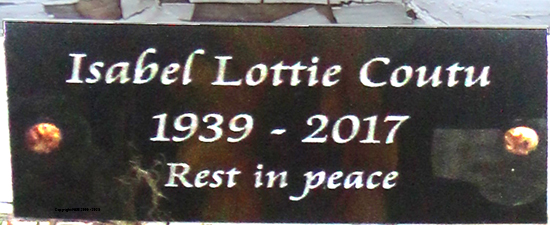 Isabel Lottie Coutu
1939 - 2017
Rest in peace